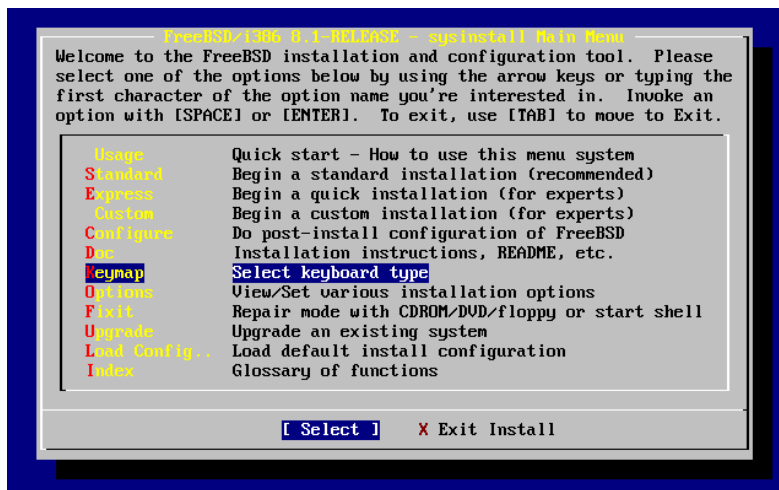 FreeBSD/i386 8.1-RELEASE - sysinstall Main Menu
Welcome to the FreeBSD installation and configuration tool. Please
select one of the options below by using the arrow keys or typing the
first character of the option name you're interested in. Invoke an
option with [SPACE] or [ENTER]. To exit, use [TAB] to move to Exit.
Usage Quick start - How to use this menu system
Standard Begin a standard installation (recommended)
Express Begin a quick installation (for experts)
Custom Begin a custom installation (for experts)
Configure Do post-install configuration of FreeBSD
Doc Installation instructions, README, etc.
Keymap Select keyboard type
Options View/Set various installation options
Fixit Repair mode with CDROM/DVD/floppy or start shell
Upgrade Upgrade an existing system
Load Config.. Load default install configuration
Index Glossary of functions
[ Select ] X Exit Install